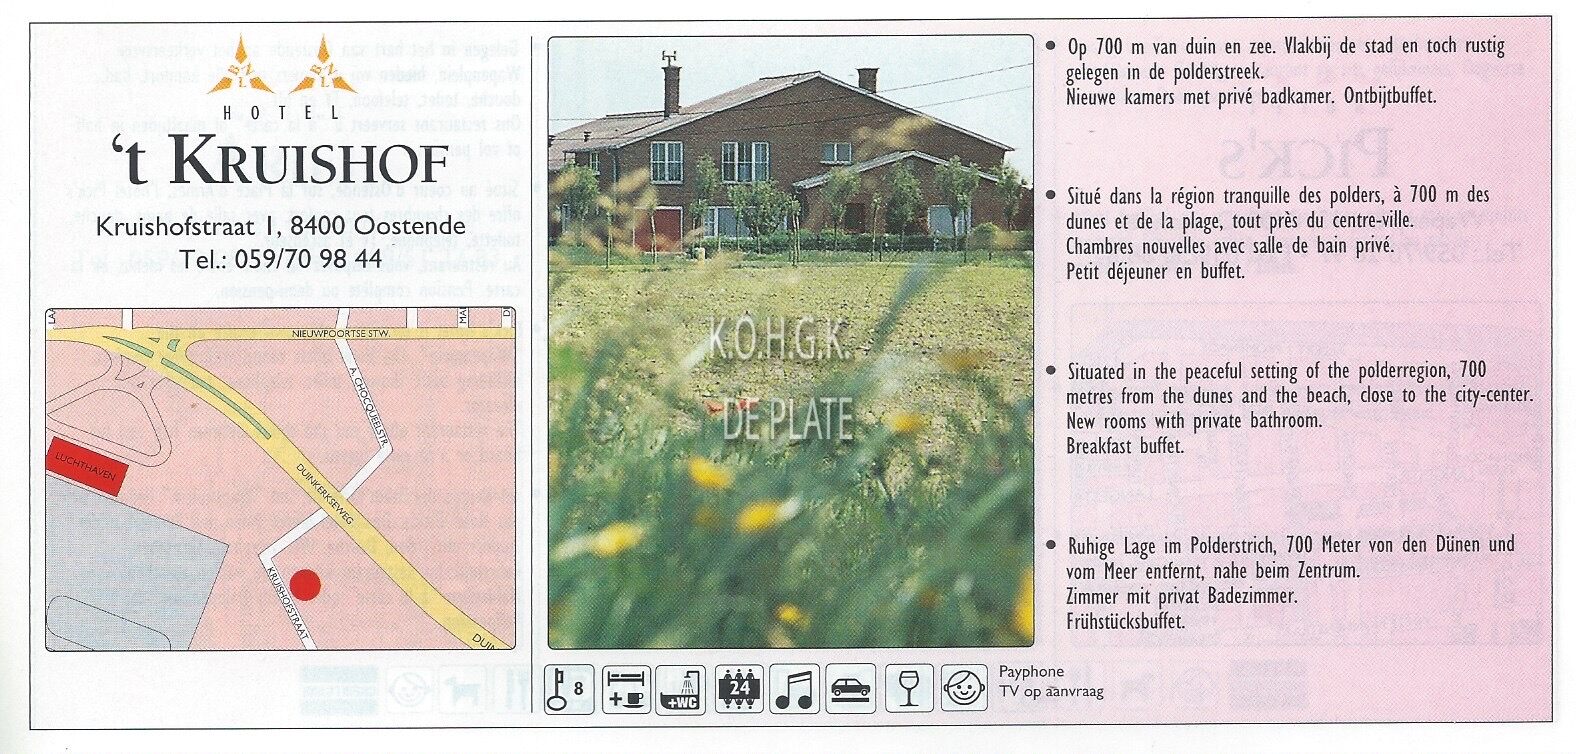 BNL BNL
HOTEL
‘t KRUISHOF
Kruishofstraat 1, 8400 Oostende
Tel.: 059/70 98 44
NIEUWPOORTSE STW.
A. CHOCQUEELSTR.
LUCHTHAVEN
DUINKERKSEWEG
KRUISHOFSTRAAT
DUIN
K.O.H.G.K.
DE PLATE
8
+
+WC
24
Payphone
TV op aanvraag
• Op 700 m van duin en zee. Vlakbij de stad en toch rustig
gelegen in de polderstreek.
Nieuwe kamers met privé badkamer. Ontbijtbuffet.
• Situé dans la région tranquille des polders, à 700 m des
dunes et de la plage, tout près du centre-ville.
Chambres nouvelles avec salle de bain privé.
Petit déjeuner en buffet.
• Situated in the peaceful setting of the polderregion, 700
metres from the dunes and the beach, close to the city-center.
New rooms with private bathroom.
Breakfast buffet.
• Ruhige Lage im Polderstrich, 700 Meter von den Dünen und
vom Meer entfernt, nahe beim Zentrum.
Zimmer mit privat Badezimmer.
Frühstücksbuffet.